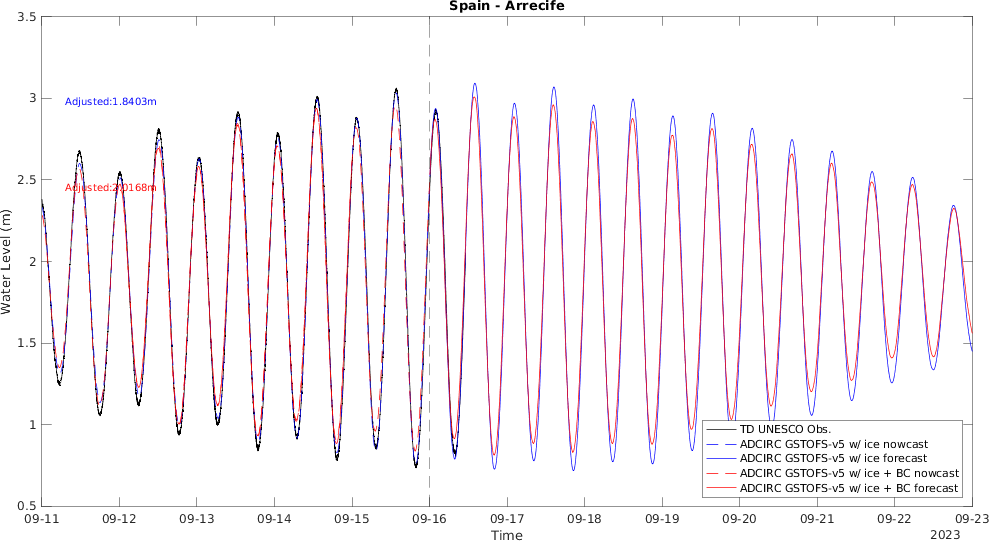 Spain - Arrecife
3.5
3
2.5
2
1.5
1
0.5
Water Level (m)
Adjusted:1.8403m
Adjusted:2.0168m
TD UNESCO Obs.
ADCIRC GSTOFS-v5 w/ ice nowcast
ADCIRC GSTOFS-v5 w/ ice forecast
ADCIRC GSTOFS-v5 w/ ice + BC nowcast
ADCIRC GSTOFS-v5 w/ ice + BC forecast
09-11 09-12 09-13 09-14 09-15 09-16 09-17 09-18 09-19 09-20 09-21 09-22 09-23
Time
2023